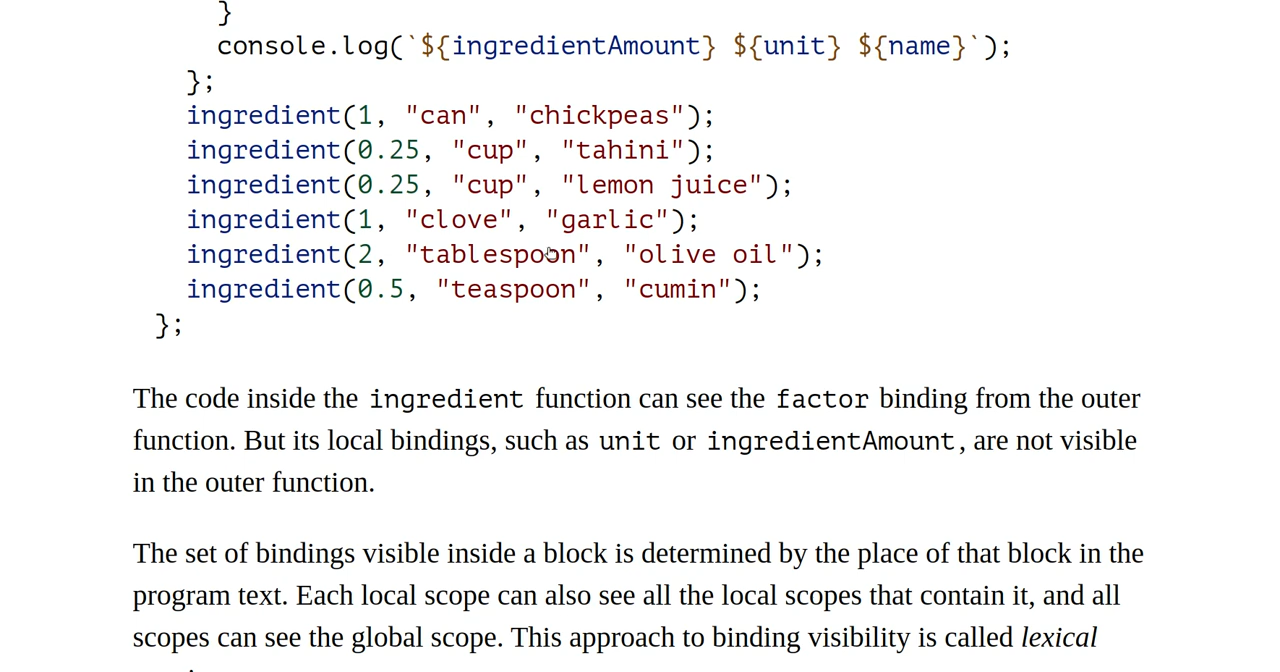 }
console.log(`${ingredientAmount} ${unit} ${name}`);
};
ingredient(1, "can", "chickpeas");
ingredient(0.25, "cup", "tahini");
ingredient(0.25, "cup", "lemon juice");
ingredient(1, "clove", "garlic");
ingredient(2, "tablespoon", "olive oil");
ingredient(0.5, "teaspoon", "cumin");
};
The code inside the ingredient function can see the factor binding from the outer
function. But its local bindings, such as unit or ingredientAmount, are not visible
in the outer function.
The set of bindings visible inside a block is determined by the place of that block in the
program text. Each local scope can also see all the local scopes that contain it, and all
scopes can see the global scope. This approach to binding visibility is called lexical